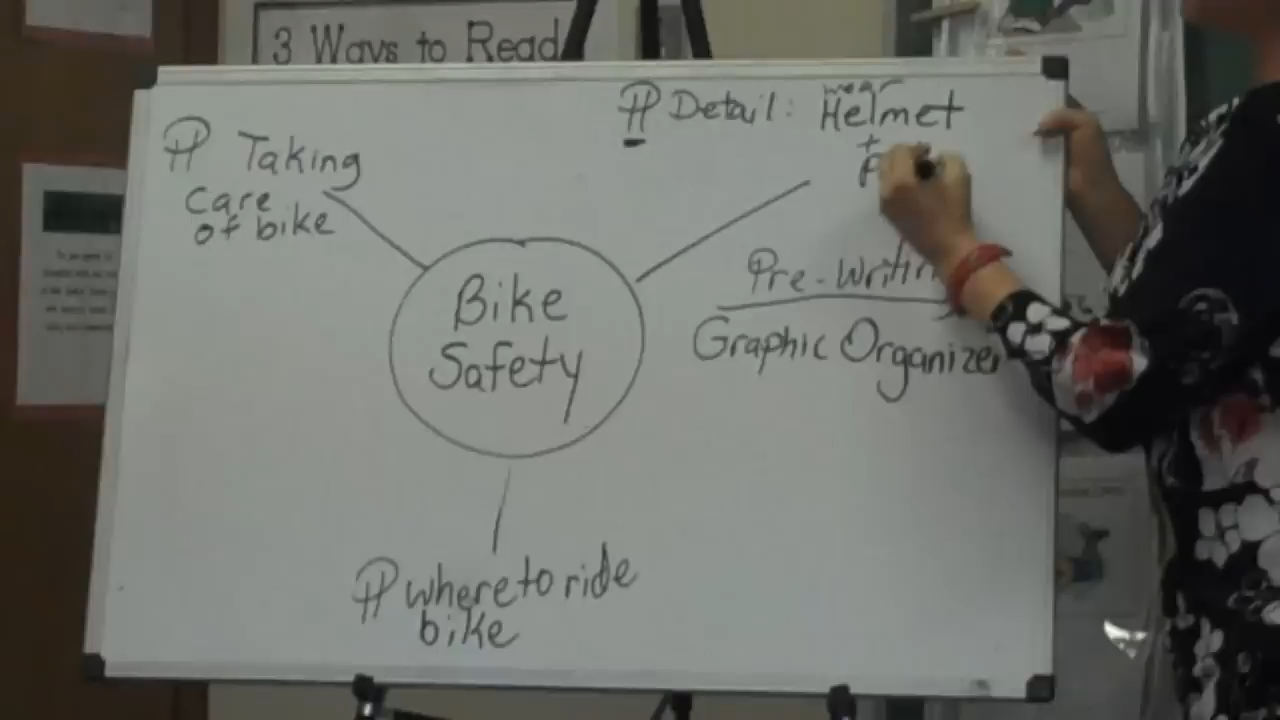 3 Ways to Read
¶ Detail: wear Helmet
+
¶ Taking
care
of bike
Bike
Safety
Pre-Writin
Graphic Organizer
¶ where to ride
bike